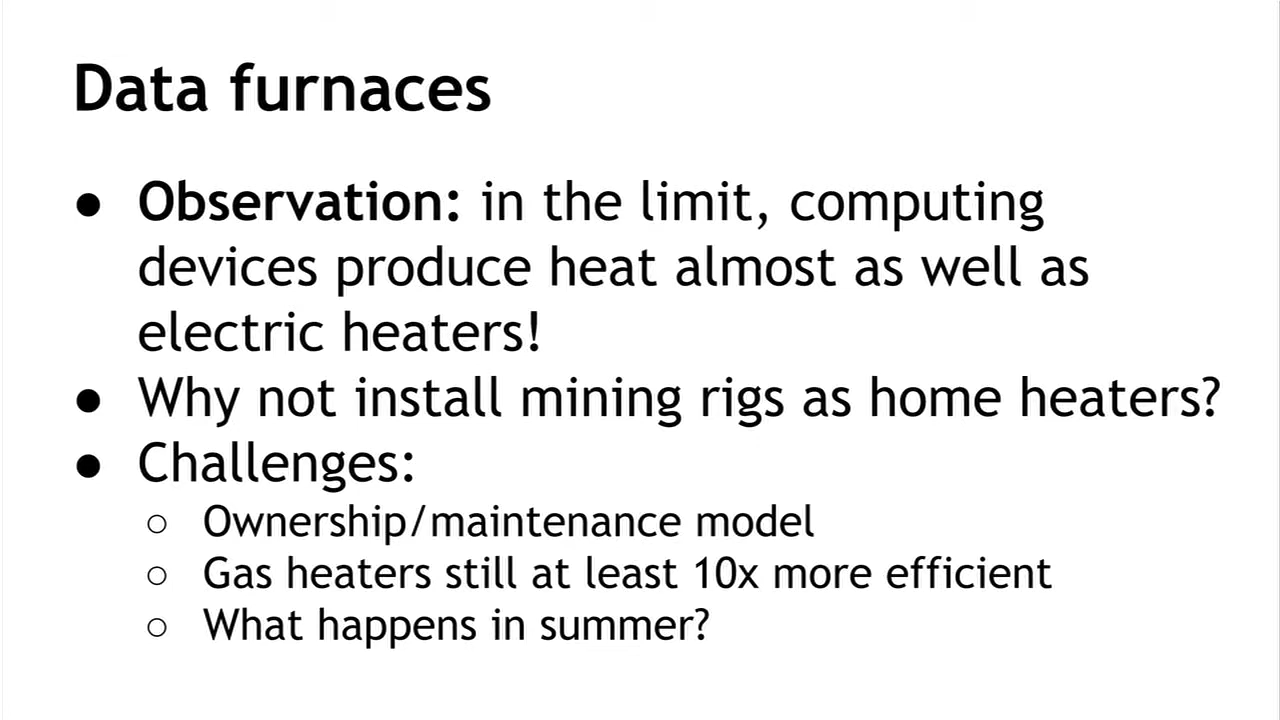 Data furnaces
● Observation: in the limit, computing
devices produce heat almost as well as
electric heaters!
● Why not install mining rigs as home heaters?
● Challenges:
○ Ownership/maintenance model
○ Gas heaters still at least 10x more efficient
○ What happens in summer?